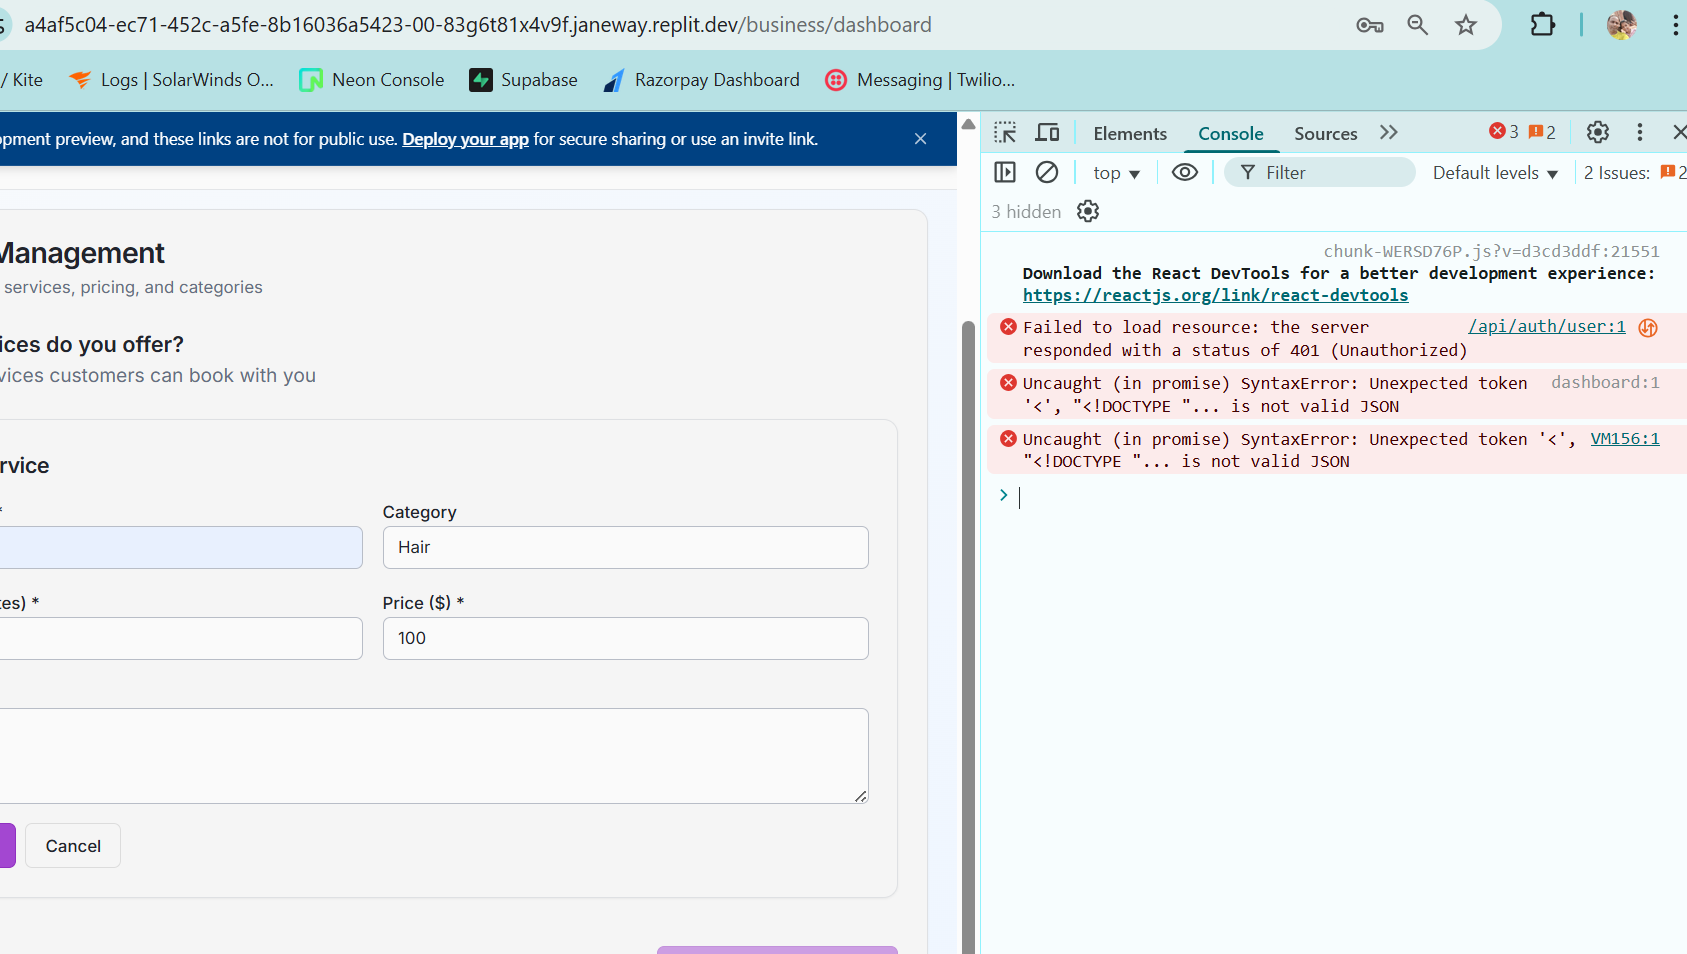 a4af5c04-ec71-452c-a5fe-8b16036a5423-00-83g6t81x4v9f.janeway.replit.dev/business/dashboard
/ Kite Logs | SolarWinds O... Neon Console Supabase Razorpay Dashboard Messaging | Twilio...
opment preview, and these links are not for public use. Deploy your app for secure sharing or use an invite link.
Management
services, pricing, and categories
ices do you offer?
vices customers can book with you
rvice
* Category
Hair
tes) * Price ($) *
100
Cancel
Elements Console Sources 3 2
top Filter Default levels 2 Issues: 2
3 hidden
chunk-WERSD76P.js?v=d3cd3ddf:21551
Download the React DevTools for a better development experience:
https://reactjs.org/link/react-devtools
Failed to load resource: the server /api/auth/user:1
responded with a status of 401 (Unauthorized)
Uncaught (in promise) SyntaxError: Unexpected token dashboard:1
'<', "<!DOCTYPE "... is not valid JSON
Uncaught (in promise) SyntaxError: Unexpected token '<', VM156:1
"<!DOCTYPE "... is not valid JSON